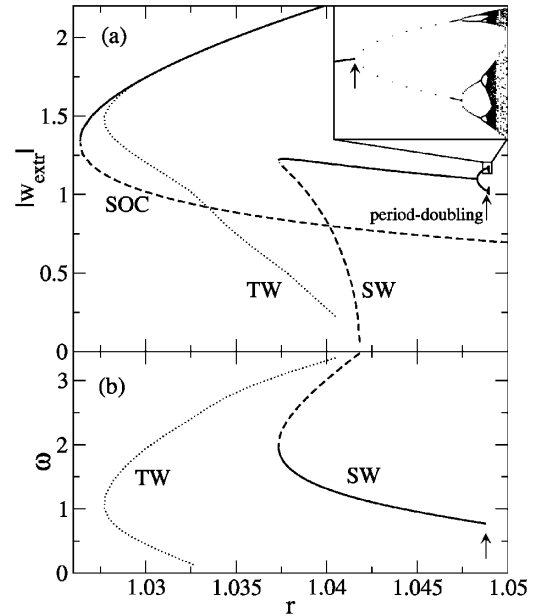 (a)
2
1.5
1
0.5
0
|w_extr|
SOC
TW
SW
period-doubling
(b)
3
2
1
0
ω
TW
SW
1.03 1.035 1.04 1.045 1.05
r